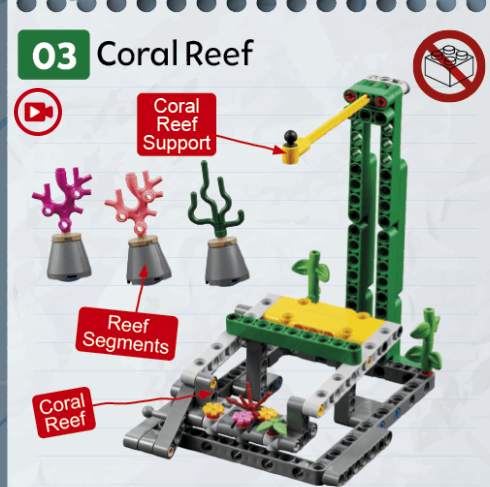 03 Coral Reef
Coral
Reef
Support
Reef
Segments
Coral
Reef